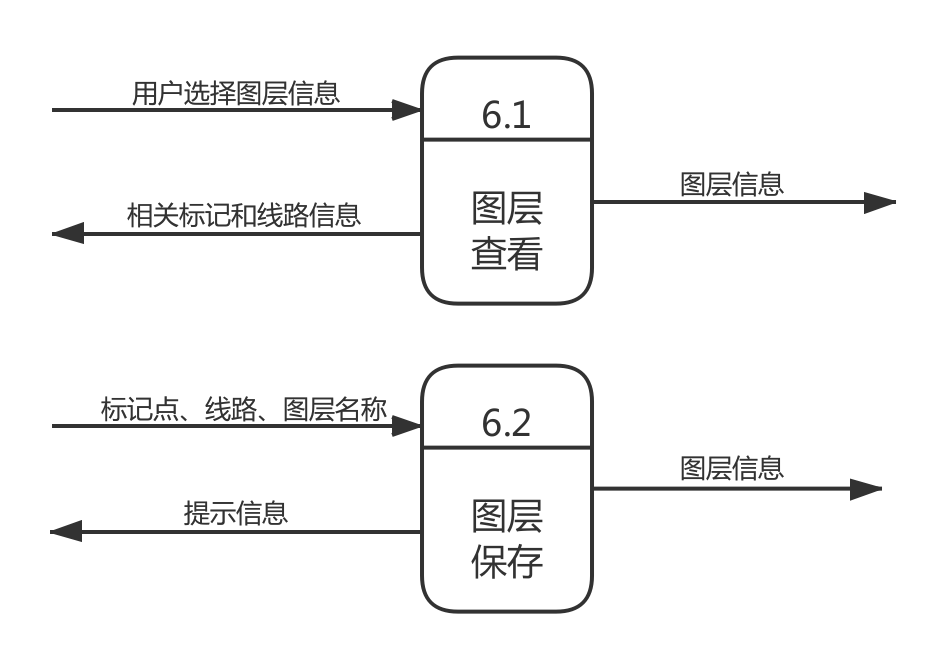 用户选择图层信息
6.1
图层信息
图层
查看
相关标记和线路信息
标记点、线路、图层名称
6.2
图层信息
图层
保存
提示信息